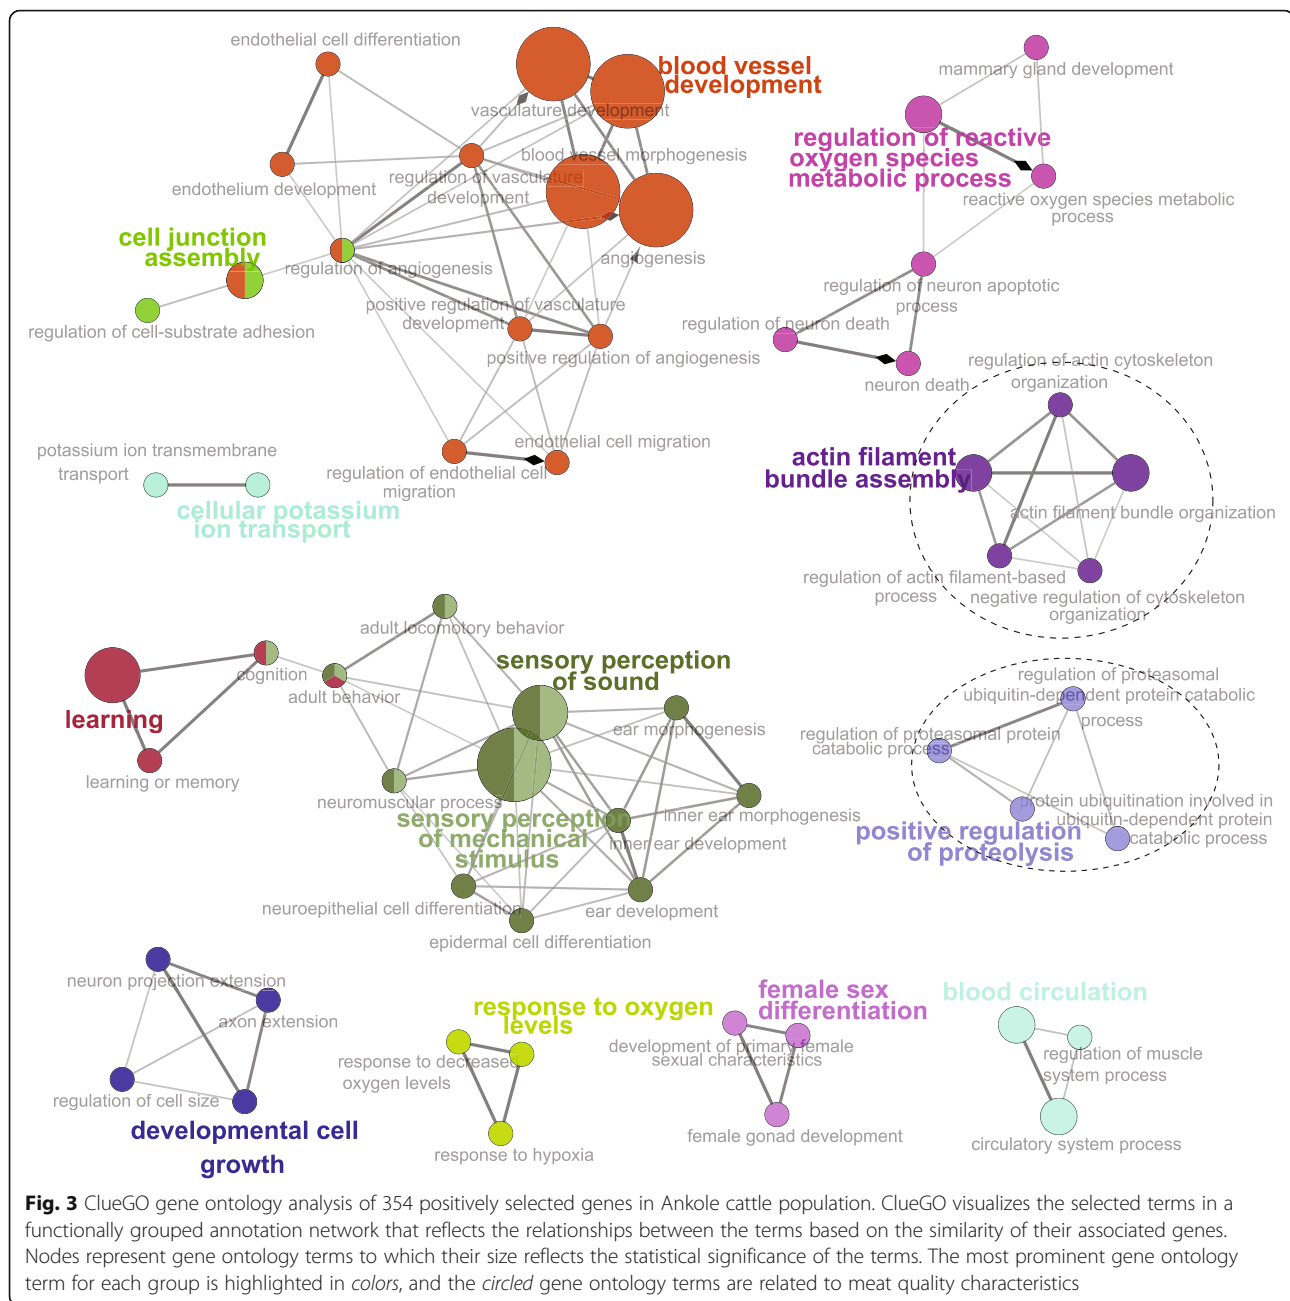 endothelial cell differentiation
blood vessel
development
vasculature development
mammary gland development
regulation of reactive
oxygen species
metabolic process
blood vessel morphogenesis
endothelium development
regulation of vasculature
development
reactive oxygen species metabolic
process
cell junction
assembly
regulation of angiogenesis
angiogenesis
regulation of cell-substrate adhesion
positive regulation of vasculature
development
positive regulation of angiogenesis
regulation of neuron apoptotic
process
regulation of neuron death
neuron death
regulation of actin cytoskeleton
organization
potassium ion transmembrane
transport
cellular potassium
ion transport
endothelial cell migration
regulation of endothelial cell
migration
actin filament
bundle assembly
actin filament bundle organization
regulation of actin filament-based
process
negative regulation of cytoskeleton
organization
adult locomotory behavior
cognition
adult behavior
learning
learning or memory
sensory perception
of sound
ear morphogenesis
neuromuscular process
sensory perception
of mechanical
stimulus
inner ear morphogenesis
inner ear development
neuroepithelial cell differentiation
ear development
epidermal cell differentiation
regulation of proteasomal
ubiquitin-dependent protein catabolic
process
regulation of proteasomal protein
catabolic process
protein ubiquitination involved in
ubiquitin-dependent protein
catabolic process
positive regulation
of proteolysis
neuron projection extension
axon extension
regulation of cell size
developmental cell
growth
response to oxygen
levels
response to decreased
oxygen levels
response to hypoxia
female sex
differentiation
development of primary female
sexual characteristics
female gonad development
blood circulation
regulation of muscle
system process
circulatory system process
Fig. 3 ClueGO gene ontology analysis of 354 positively selected genes in Ankole cattle population. ClueGO visualizes the selected terms in a
functionally grouped annotation network that reflects the relationships between the terms based on the similarity of their associated genes.
Nodes represent gene ontology terms to which their size reflects the statistical significance of the terms. The most prominent gene ontology
term for each group is highlighted in colors, and the circled gene ontology terms are related to meat quality characteristics